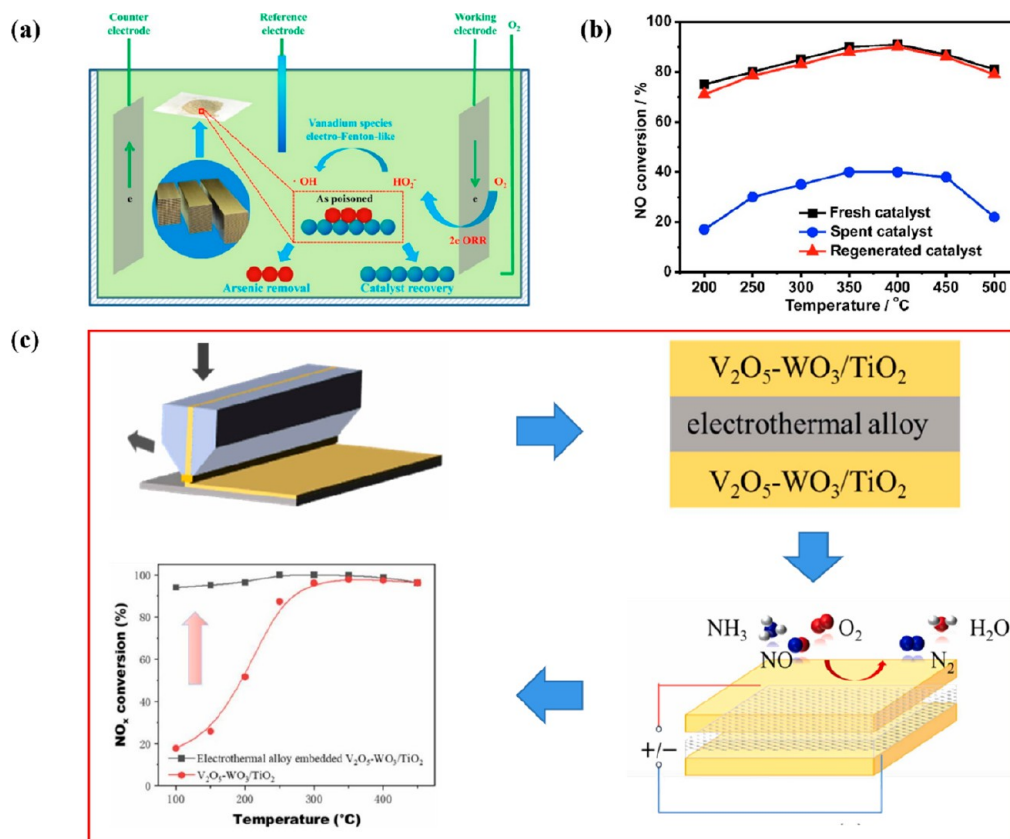 (a)
Counter
electrode
Reference
electrode
Working
electrode
O₂
Vanadium species
electro-Fenton-like
· OH
HO₂⁻
O₂
As poisoned
e
e
2e ORR
Arsenic removal
Catalyst recovery
(b)
NO conversion / %
100
80
60
40
20
0
Fresh catalyst
Spent catalyst
Regenerated catalyst
200 250 300 350 400 450 500
Temperature / °C
(c)
V₂O₅-WO₃/TiO₂
electrothermal alloy
V₂O₅-WO₃/TiO₂
NOₓ conversion (%)
100
80
60
40
20
0
Electrothermal alloy embedded V₂O₅-WO₃/TiO₂
V₂O₅-WO₃/TiO₂
100 200 300 400
Temperature (°C)
NH₃
O₂
H₂O
NO
N₂
+/−